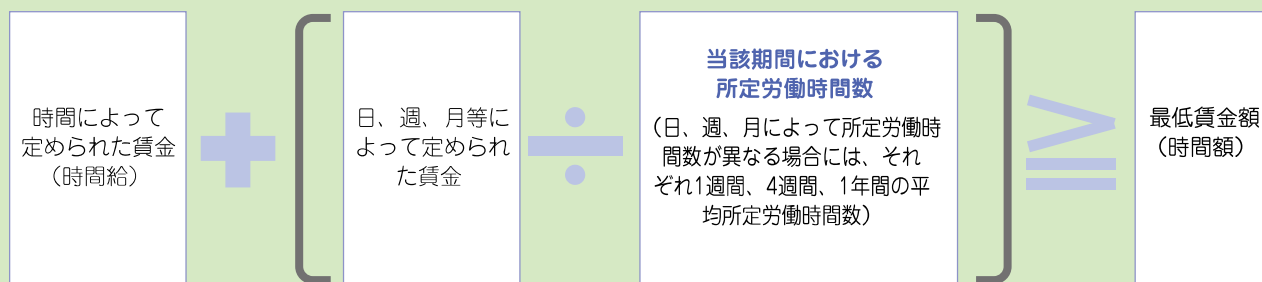 時間によって
定められた賃金
（時間給）
日、週、月等に
よって定められ
た賃金
当該期間における
所定労働時間数
（日、週、月によって所定労働時
間数が異なる場合には、それ
ぞれ1週間、4週間、1年間の平
均所定労働時間数）
最低賃金額
（時間額）